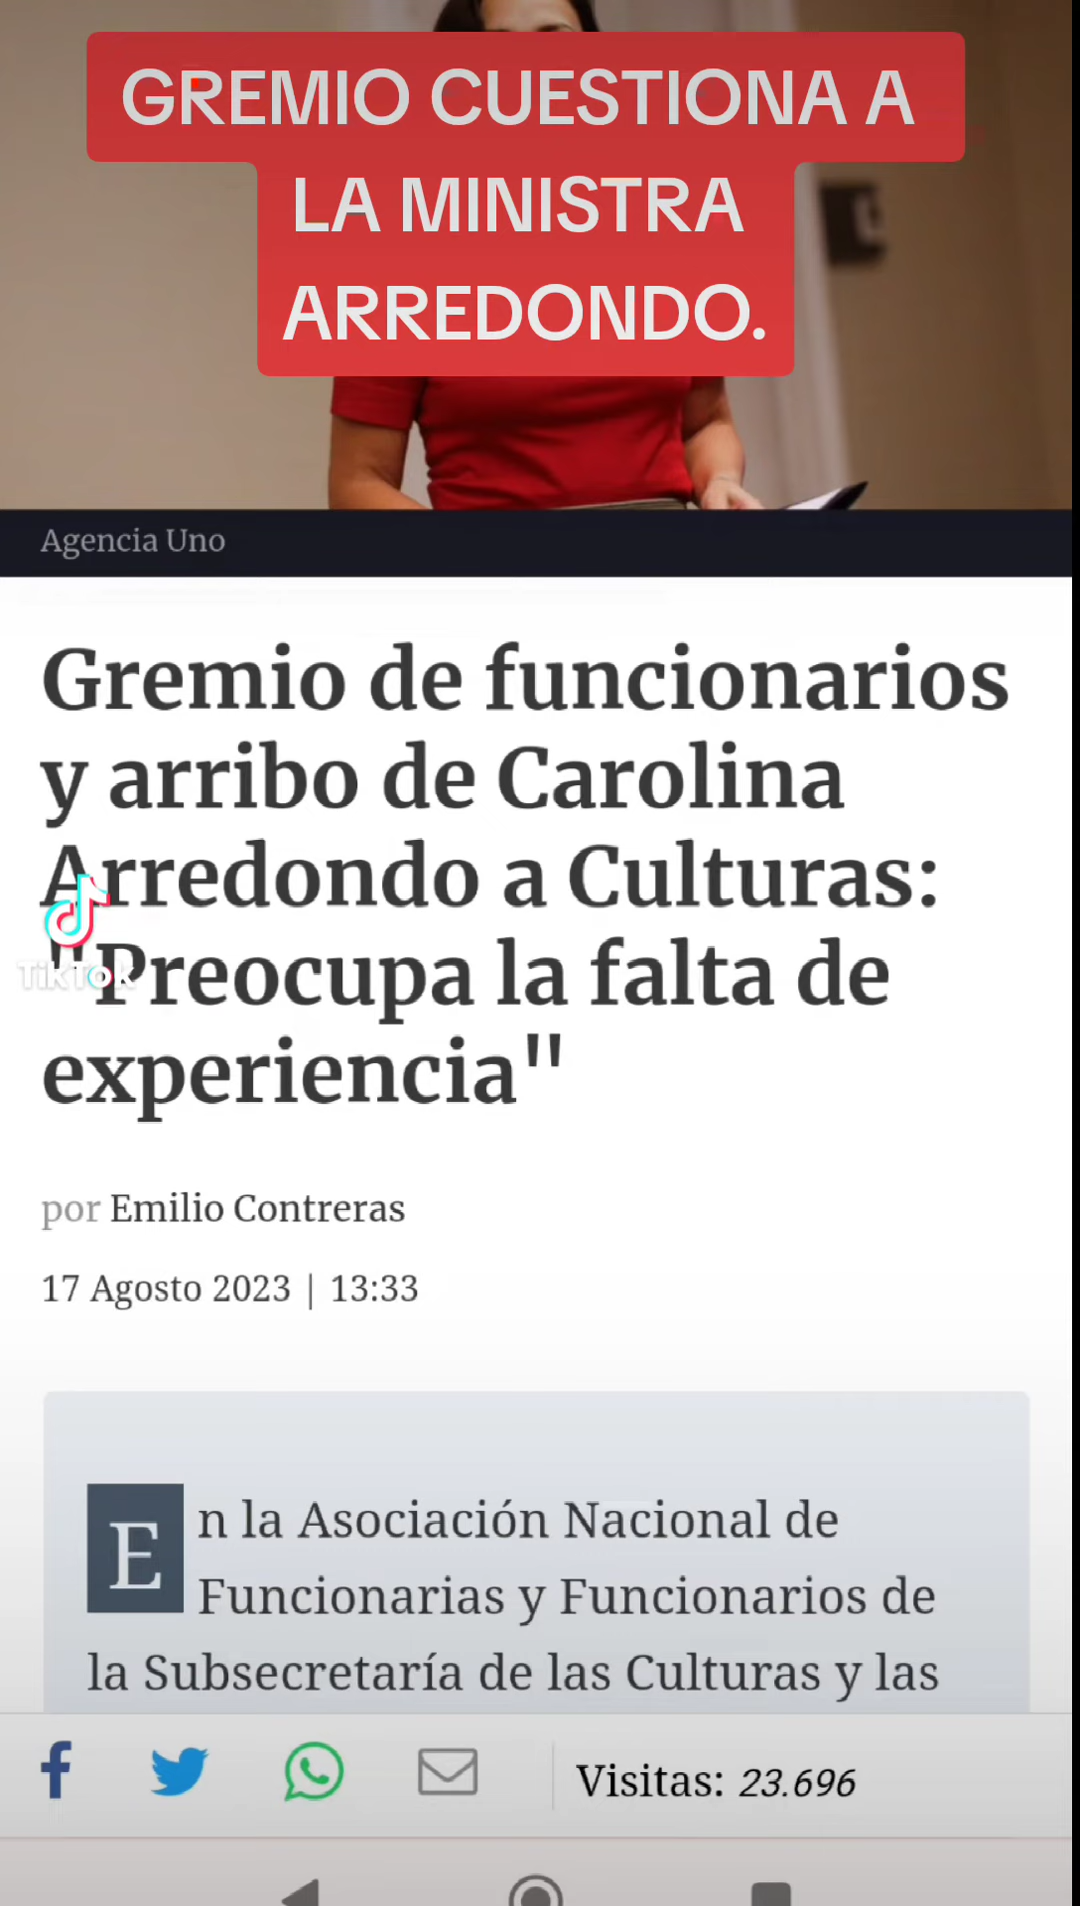 GREMIO CUESTIONA A
LA MINISTRA
ARREDONDO.
Agencia Uno
Gremio de funcionarios
y arribo de Carolina
Arredondo a Culturas:
"Preocupa la falta de
experiencia"
TikTok
por Emilio Contreras
17 Agosto 2023 | 13:33
En la Asociación Nacional de
Funcionarias y Funcionarios de
la Subsecretaría de las Culturas y las
Visitas: 23.696